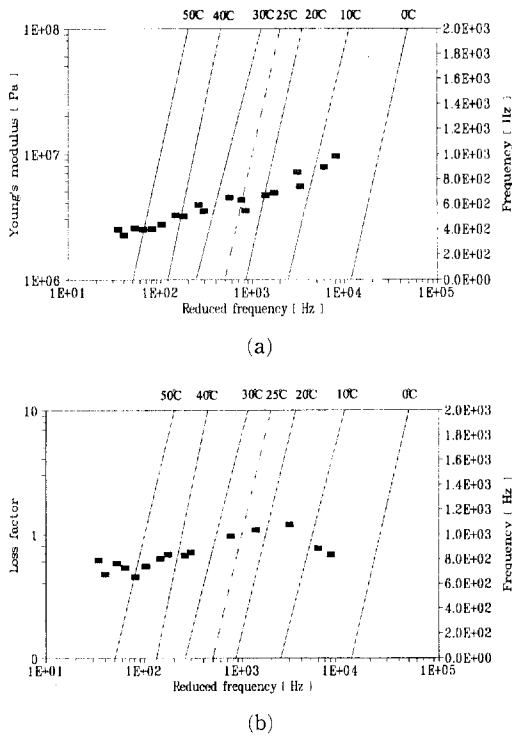 50℃ 40℃ 30℃ 25℃ 20℃ 10℃ 0℃
1E+08
1E+07
1E+06
Young's modulus [ Pa ]
2.0E+03
1.8E+03
1.6E+03
1.4E+03
1.2E+03
1.0E+03
8.0E+02
6.0E+02
4.0E+02
2.0E+02
0.0E+00
Frequency [ Hz ]
1E+01 1E+02 1E+03 1E+04 1E+05
Reduced frequency [ Hz ]
(a)
50℃ 40℃ 30℃ 25℃ 20℃ 10℃ 0℃
10
1
0
Loss factor
2.0E+03
1.8E+03
1.6E+03
1.4E+03
1.2E+03
1.0E+03
8.0E+02
6.0E+02
4.0E+02
2.0E+02
0.0E+00
Frequency [ Hz ]
1E+01 1E+02 1E+03 1E+04 1E+05
Reduced frequency [ Hz ]
(b)